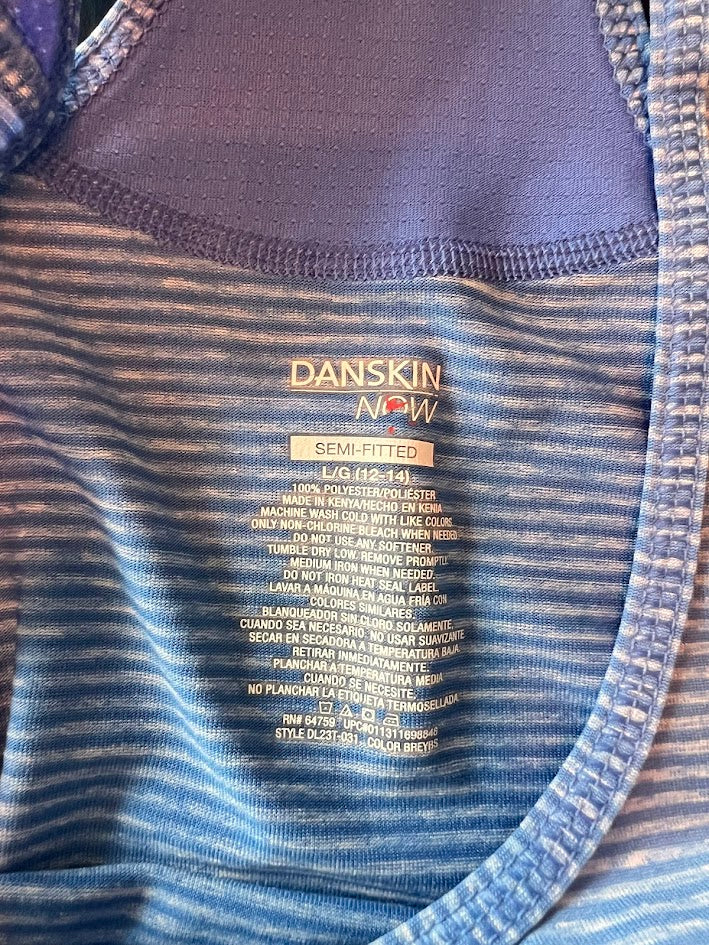 DANSKIN
NOW
SEMI-FITTED
L/G (12-14)
100% POLYESTER/POLIÉSTER
MADE IN KENYA/HECHO EN KENIA
MACHINE WASH COLD WITH LIKE COLORS.
ONLY NON-CHLORINE BLEACH WHEN NEEDED.
DO NOT USE ANY SOFTENER.
TUMBLE DRY LOW. REMOVE PROMPTLY.
MEDIUM IRON WHEN NEEDED.
DO NOT IRON HEAT SEAL LABEL.
LAVAR A MÁQUINA EN AGUA FRÍA CON
COLORES SIMILARES.
BLANQUEADOR SIN CLORO SOLAMENTE,
CUANDO SEA NECESARIO. NO USAR SUAVIZANTE.
SECAR EN SECADORA A TEMPERATURA BAJA.
RETIRAR INMEDIATAMENTE.
PLANCHAR A TEMPERATURA MEDIA
CUANDO SE NECESITE.
NO PLANCHAR LA ETIQUETA TERMOSELLADA.
RN# 64759 UPC#011311698848
STYLE DL23T-031 COLOR BREYBS